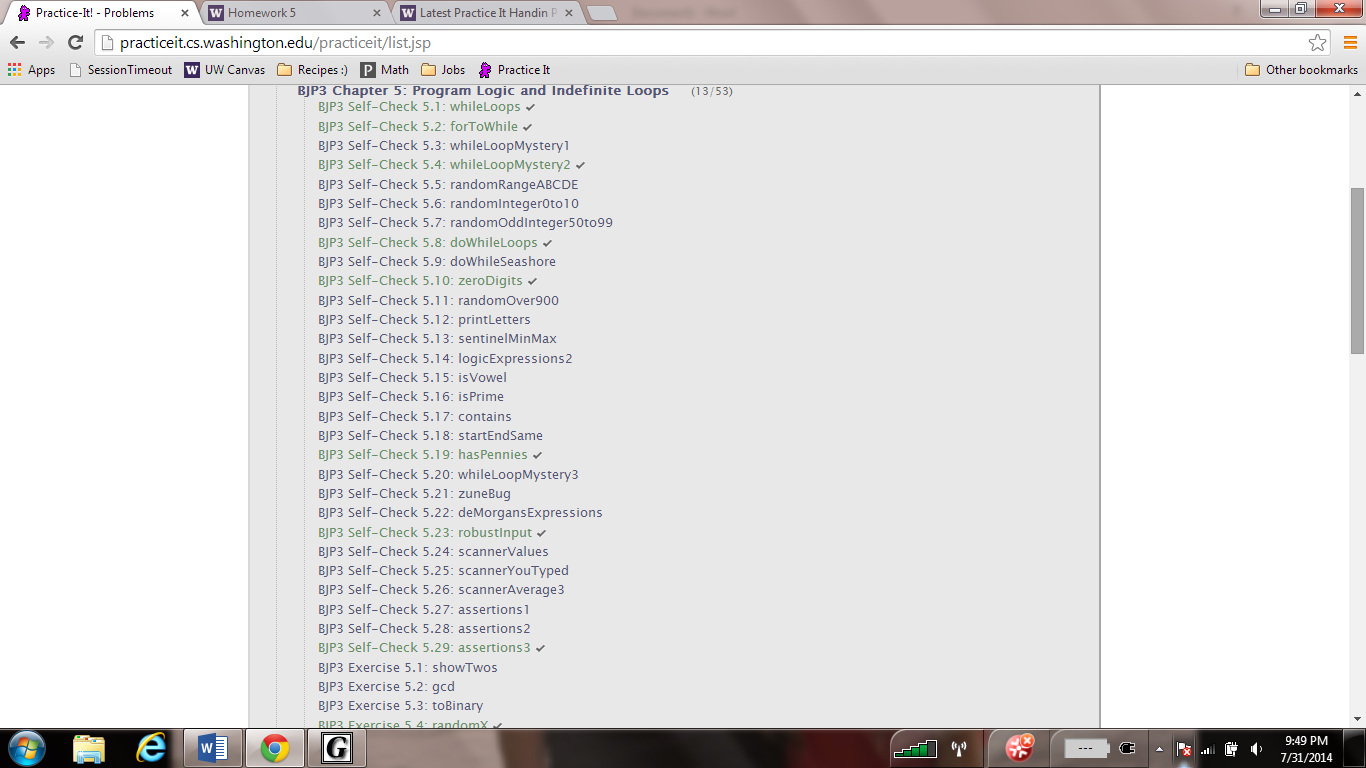 Practice-It! - Problems
Homework 5
Latest Practice It Handin P
practiceit.cs.washington.edu/practiceit/list.jsp
Apps SessionTimeout W UW Canvas Recipes :) P Math Jobs Practice It Other bookmarks
BJP3 Chapter 5: Program Logic and Indefinite Loops (13/53)
BJP3 Self-Check 5.1: whileLoops ✔
BJP3 Self-Check 5.2: forToWhile ✔
BJP3 Self-Check 5.3: whileLoopMystery1
BJP3 Self-Check 5.4: whileLoopMystery2 ✔
BJP3 Self-Check 5.5: randomRangeABCDE
BJP3 Self-Check 5.6: randomInteger0to10
BJP3 Self-Check 5.7: randomOddInteger50to99
BJP3 Self-Check 5.8: doWhileLoops ✔
BJP3 Self-Check 5.9: doWhileSeashore
BJP3 Self-Check 5.10: zeroDigits ✔
BJP3 Self-Check 5.11: randomOver900
BJP3 Self-Check 5.12: printLetters
BJP3 Self-Check 5.13: sentinelMinMax
BJP3 Self-Check 5.14: logicExpressions2
BJP3 Self-Check 5.15: isVowel
BJP3 Self-Check 5.16: isPrime
BJP3 Self-Check 5.17: contains
BJP3 Self-Check 5.18: startEndSame
BJP3 Self-Check 5.19: hasPennies ✔
BJP3 Self-Check 5.20: whileLoopMystery3
BJP3 Self-Check 5.21: zuneBug
BJP3 Self-Check 5.22: deMorgansExpressions
BJP3 Self-Check 5.23: robustInput ✔
BJP3 Self-Check 5.24: scannerValues
BJP3 Self-Check 5.25: scannerYouTyped
BJP3 Self-Check 5.26: scannerAverage3
BJP3 Self-Check 5.27: assertions1
BJP3 Self-Check 5.28: assertions2
BJP3 Self-Check 5.29: assertions3 ✔
BJP3 Exercise 5.1: showTwos
BJP3 Exercise 5.2: gcd
BJP3 Exercise 5.3: toBinary
BJP3 Exercise 5.4: randomX ✔
9:49 PM
7/31/2014